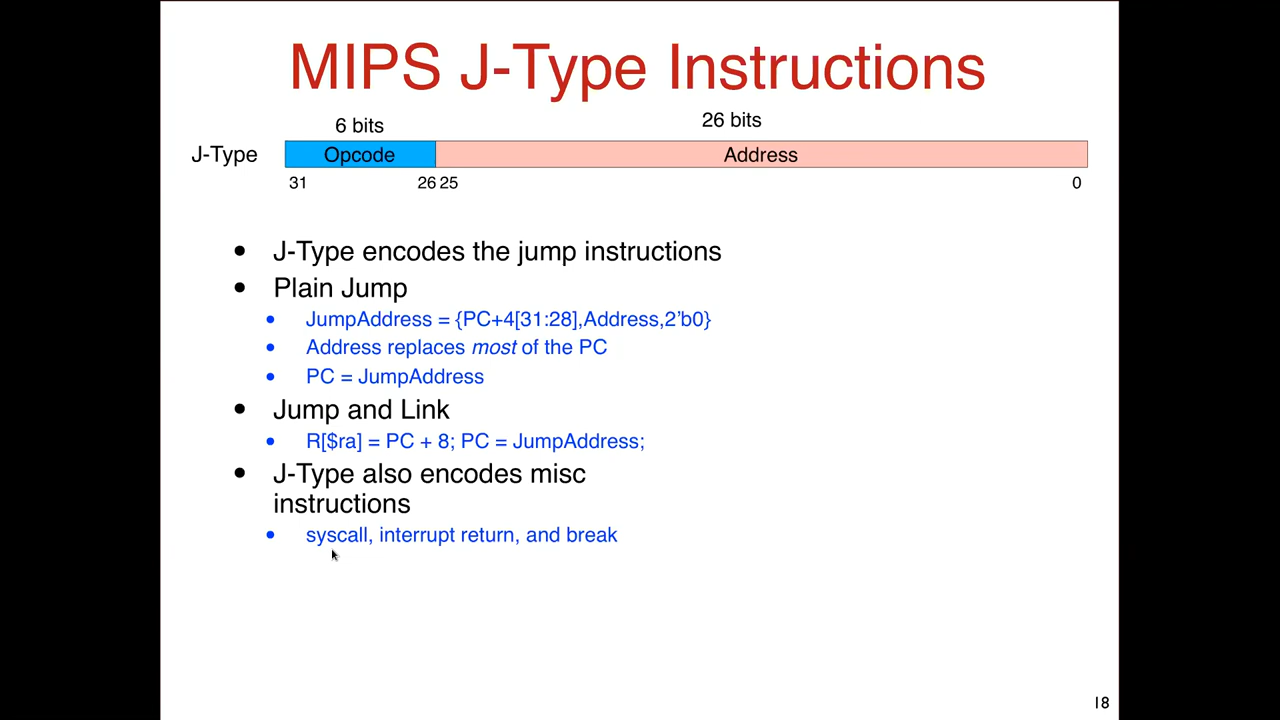 MIPS J-Type Instructions
6 bits
26 bits
J-Type
Opcode
Address
31
26
25
0
• J-Type encodes the jump instructions
• Plain Jump
• JumpAddress = {PC+4[31:28],Address,2’b0}
• Address replaces most of the PC
• PC = JumpAddress
• Jump and Link
• R[$ra] = PC + 8; PC = JumpAddress;
• J-Type also encodes misc
instructions
• syscall, interrupt return, and break
18